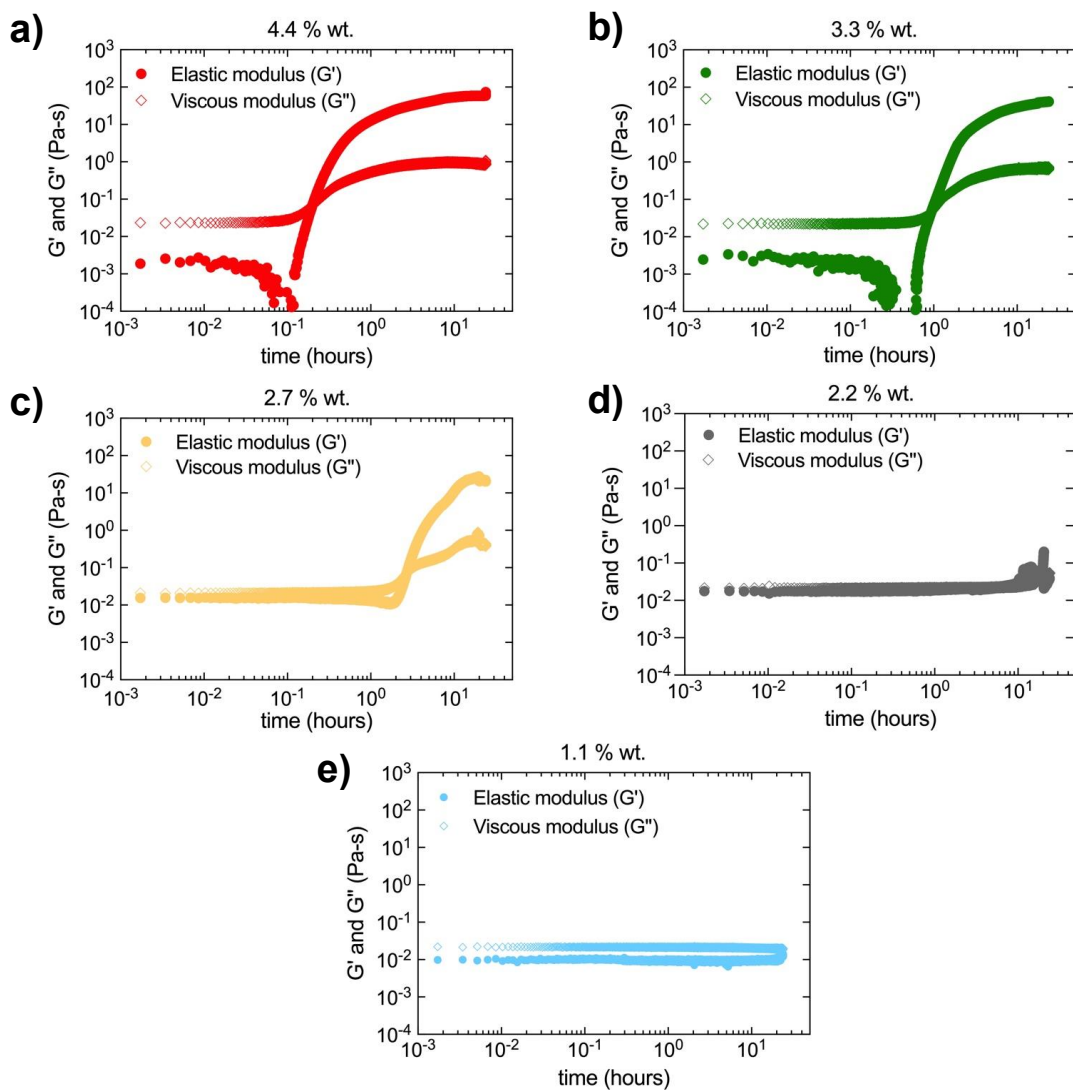 a)
4.4 % wt.
10³
10²
10¹
10⁰
10⁻¹
10⁻²
10⁻³
10⁻⁴
G' and G" (Pa-s)
Elastic modulus (G')
Viscous modulus (G")
10⁻³ 10⁻² 10⁻¹ 10⁰ 10¹
time (hours)
b)
3.3 % wt.
10³
10²
10¹
10⁰
10⁻¹
10⁻²
10⁻³
10⁻⁴
G' and G" (Pa-s)
Elastic modulus (G')
Viscous modulus (G")
10⁻³ 10⁻² 10⁻¹ 10⁰ 10¹
time (hours)
c)
2.7 % wt.
10³
10²
10¹
10⁰
10⁻¹
10⁻²
10⁻³
10⁻⁴
G' and G" (Pa-s)
Elastic modulus (G')
Viscous modulus (G")
10⁻³ 10⁻² 10⁻¹ 10⁰ 10¹
time (hours)
d)
2.2 % wt.
10³
10²
10¹
10⁰
10⁻¹
10⁻²
10⁻³
10⁻⁴
G' and G" (Pa-s)
Elastic modulus (G')
Viscous modulus (G")
10⁻³ 10⁻² 10⁻¹ 10⁰ 10¹
time (hours)
e)
1.1 % wt.
10³
10²
10¹
10⁰
10⁻¹
10⁻²
10⁻³
10⁻⁴
G' and G" (Pa-s)
Elastic modulus (G')
Viscous modulus (G")
10⁻³ 10⁻² 10⁻¹ 10⁰ 10¹
time (hours)